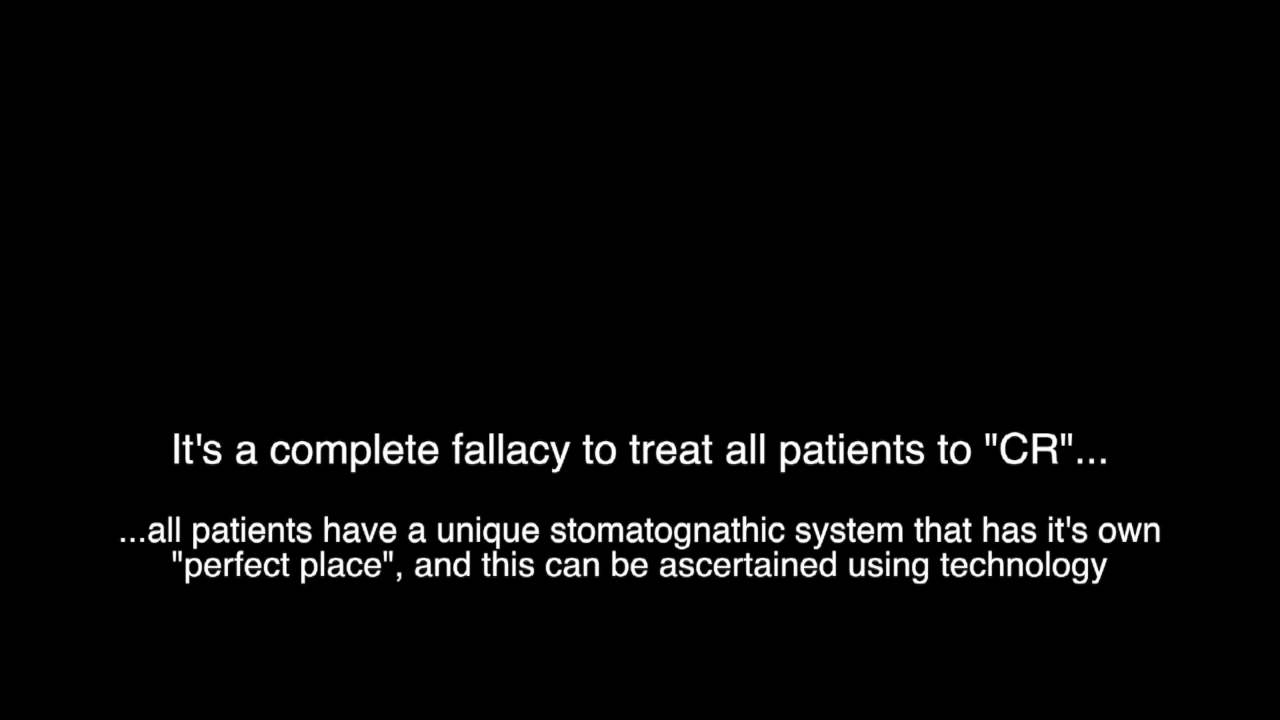 It's a complete fallacy to treat all patients to "CR"...
...all patients have a unique stomatognathic system that has it's own
"perfect place", and this can be ascertained using technology